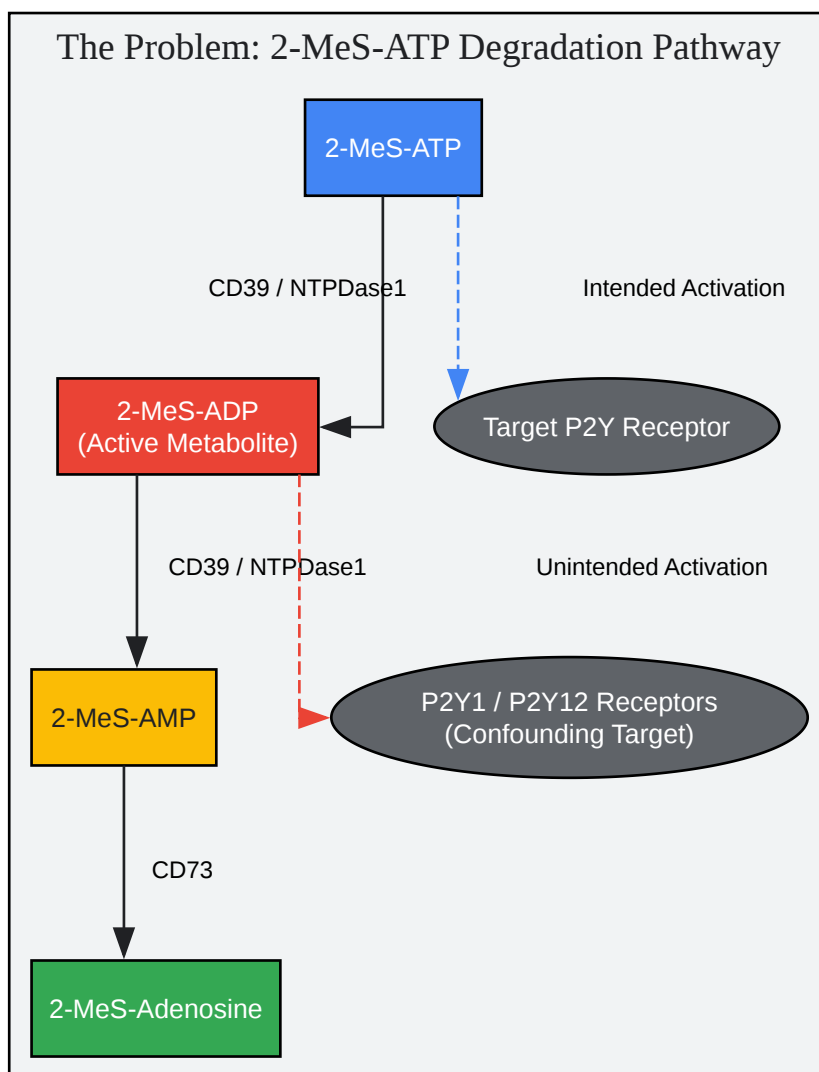 The Problem: 2-MeS-ATP Degradation Pathway
2-MeS-ATP
CD39 / NTPDase1
Intended Activation
2-MeS-ADP
(Active Metabolite)
Target P2Y Receptor
CD39 / NTPDase1
Unintended Activation
2-MeS-AMP
P2Y1 / P2Y12 Receptors
(Confounding Target)
CD73
2-MeS-Adenosine